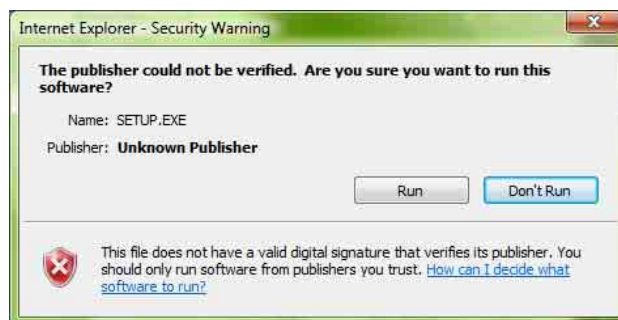 Internet Explorer - Security Warning
The publisher could not be verified. Are you sure you want to run this
software?
Name: SETUP.EXE
Publisher: Unknown Publisher
Run
Don't Run
This file does not have a valid digital signature that verifies its publisher. You
should only run software from publishers you trust. How can I decide what
software to run?